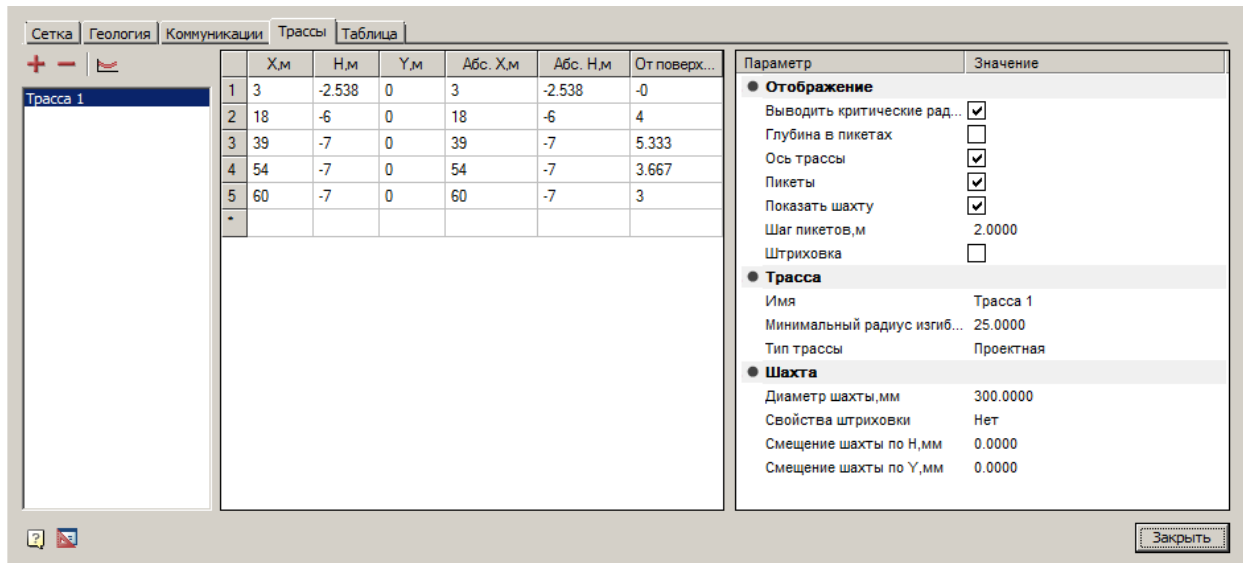 Сетка Геология Коммуникации Трассы Таблица
Трасса 1
X,м H,м Y,м Абс. X,м Абс. H,м От поверх...
1 3 -2.538 0 3 -2.538 -0
2 18 -6 0 18 -6 4
3 39 -7 0 39 -7 5.333
4 54 -7 0 54 -7 3.667
5 60 -7 0 60 -7 3
*
Параметр Значение
Отображение
Выводить критические рад...
Глубина в пикетах
Ось трассы
Пикеты
Показать шахту
Шаг пикетов,м 2.0000
Штриховка
Трасса
Имя Трасса 1
Минимальный радиус изгиб... 25.0000
Тип трассы Проектная
Шахта
Диаметр шахты,мм 300.0000
Свойства штриховки Нет
Смещение шахты по H,мм 0.0000
Смещение шахты по Y,мм 0.0000
Закрыть